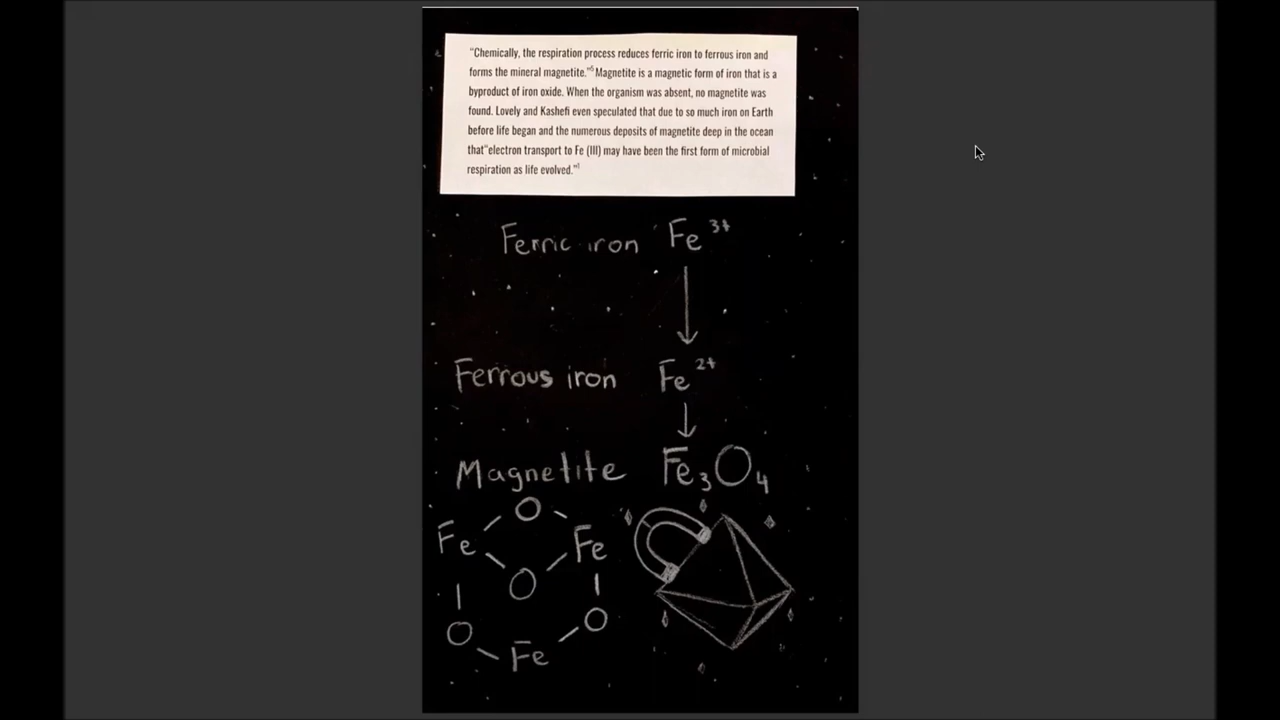 “Chemically, the respiration process reduces ferric iron to ferrous iron and
forms the mineral magnetite.”⁵ Magnetite is a magnetic form of iron that is a
byproduct of iron oxide. When the organism was absent, no magnetite was
found. Lovely and Kashefi even speculated that due to so much iron on Earth
before life began and the numerous deposits of magnetite deep in the ocean
that“electron transport to Fe (III) may have been the first form of microbial
respiration as life evolved.”¹
Ferric iron Fe³⁺
Ferrous iron Fe²⁺
Magnetite Fe₃O₄
O
Fe Fe
O
O O
Fe